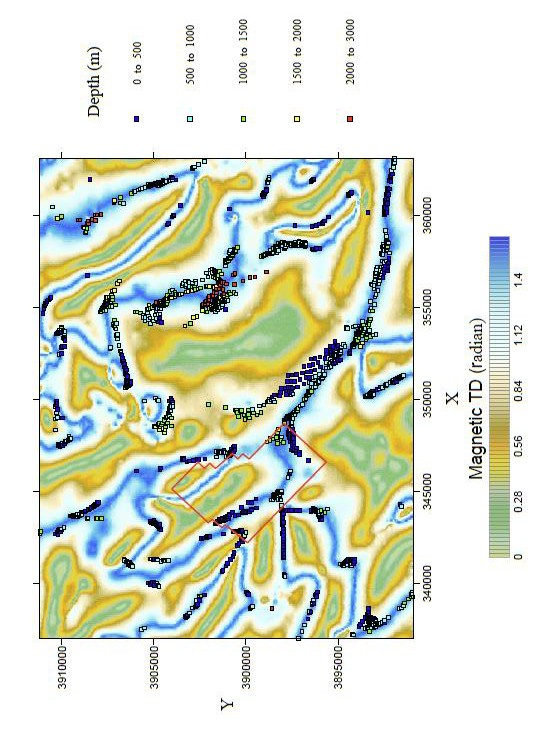 Depth (m)
0 to 500
500 to 1000
1000 to 1500
1500 to 2000
2000 to 3000
3910000
3905000
3900000
3895000
Y
340000
345000
350000
355000
360000
X
Magnetic TD (radian)
0
0.28
0.56
0.84
1.12
1.4